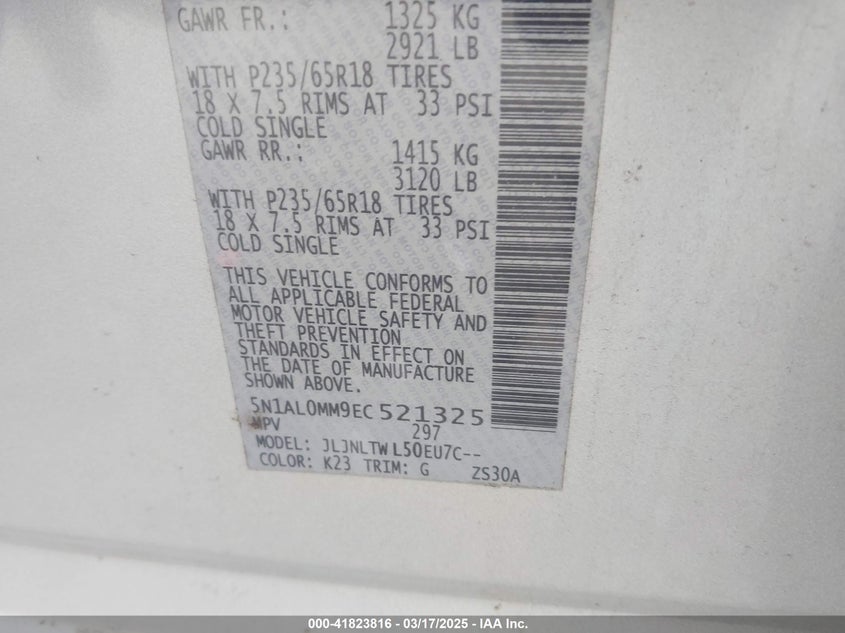 GAWR FR.: 1325 KG
2921 LB
WITH P235/65R18 TIRES
18 X 7.5 RIMS AT 33 PSI
COLD SINGLE
GAWR RR.: 1415 KG
3120 LB
WITH P235/65R18 TIRES
18 X 7.5 RIMS AT 33 PSI
COLD SINGLE
THIS VEHICLE CONFORMS TO
ALL APPLICABLE FEDERAL
MOTOR VEHICLE SAFETY AND
THEFT PREVENTION
STANDARDS IN EFFECT ON
THE DATE OF MANUFACTURE
SHOWN ABOVE.
5N1AL0MM9EC521325
MPV 297
MODEL: JLJNLTWL50EU7C--
COLOR: K23 TRIM: G ZS30A
000-41823816 - 03/17/2025 - IAA Inc.